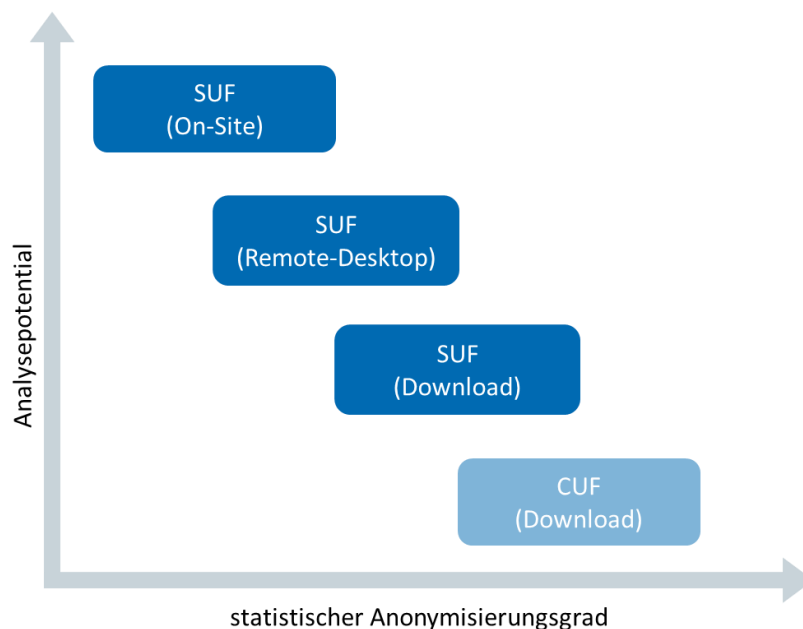 SUF
(On-Site)
SUF
(Remote-Desktop)
SUF
(Download)
CUF
(Download)
Analysepotential
statistischer Anonymisierungsgrad